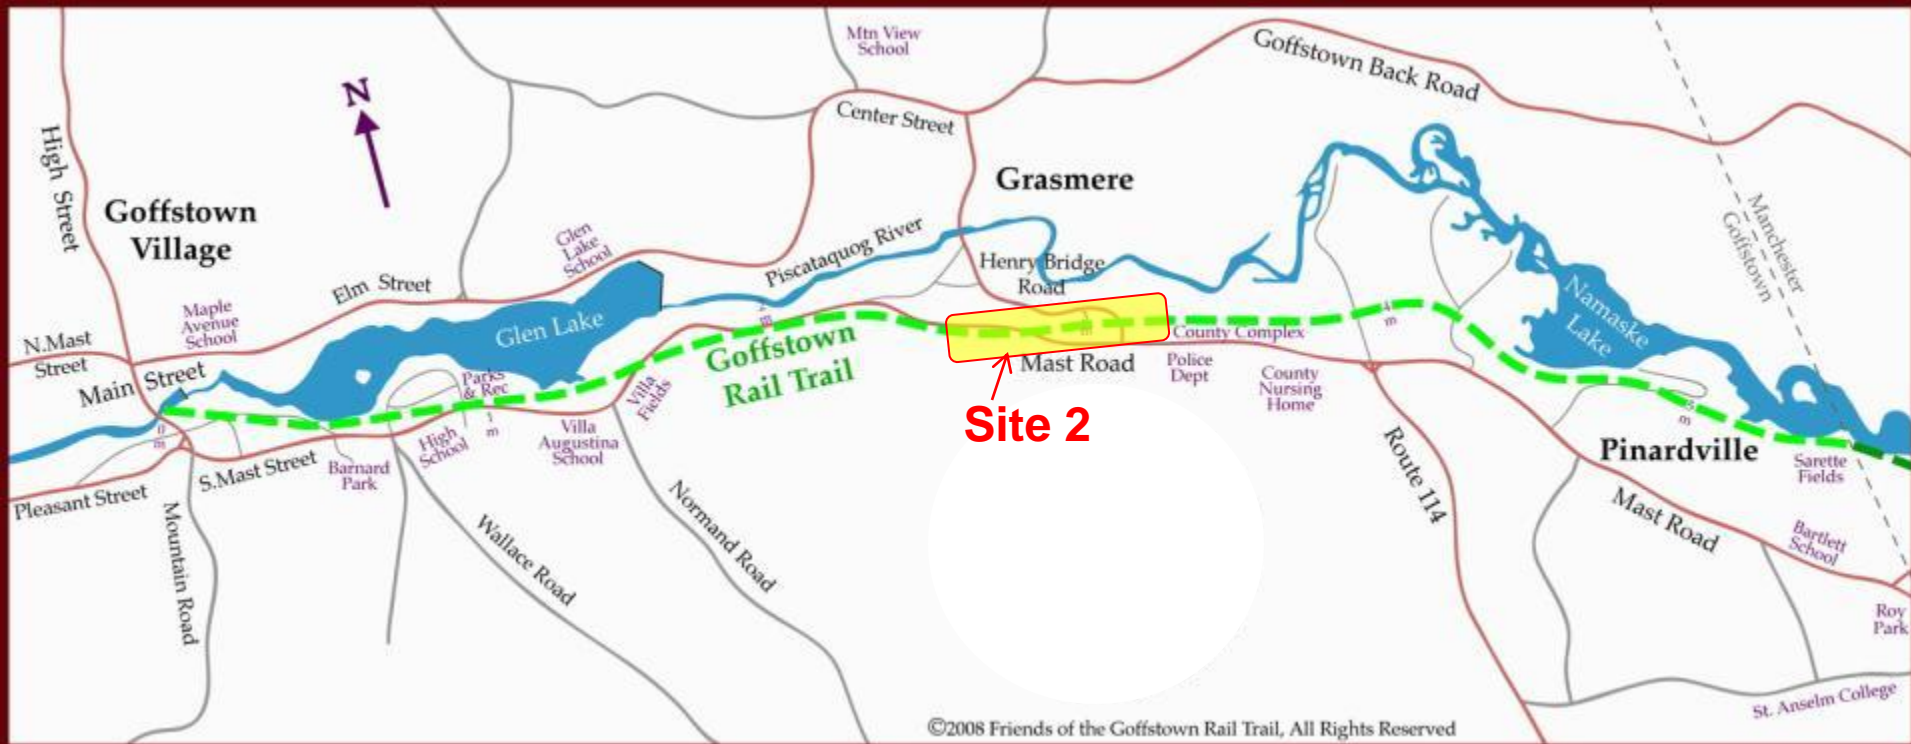 Mtn View
School
Goffstown Back Road
Center Street
N
High Street
Grasmere
Goffstown
Village
Glen
Lake
School
Piscataquog River
Manchester
Goffstown
Henry Bridge
Road
Elm Street
Maple
Avenue
School
Glen Lake
Namaske
Lake
N.Mast
Street
Main Street
Goffstown
Rail Trail
County Complex
Mast Road
Police
Dept
County
Nursing
Home
4
m
Parks
& Rec
Villa
Fields
Site 2
0
m
1
m
High
School
Villa
Augustina
School
Barnard
Park
S.Mast Street
Pleasant Street
Mountain Road
Wallace Road
Normand Road
Route 114
Pinardville
5
m
Sarette
Fields
Mast Road
Bartlett
School
Roy
Park
St. Anselm College
©2008 Friends of the Goffstown Rail Trail, All Rights Reserved